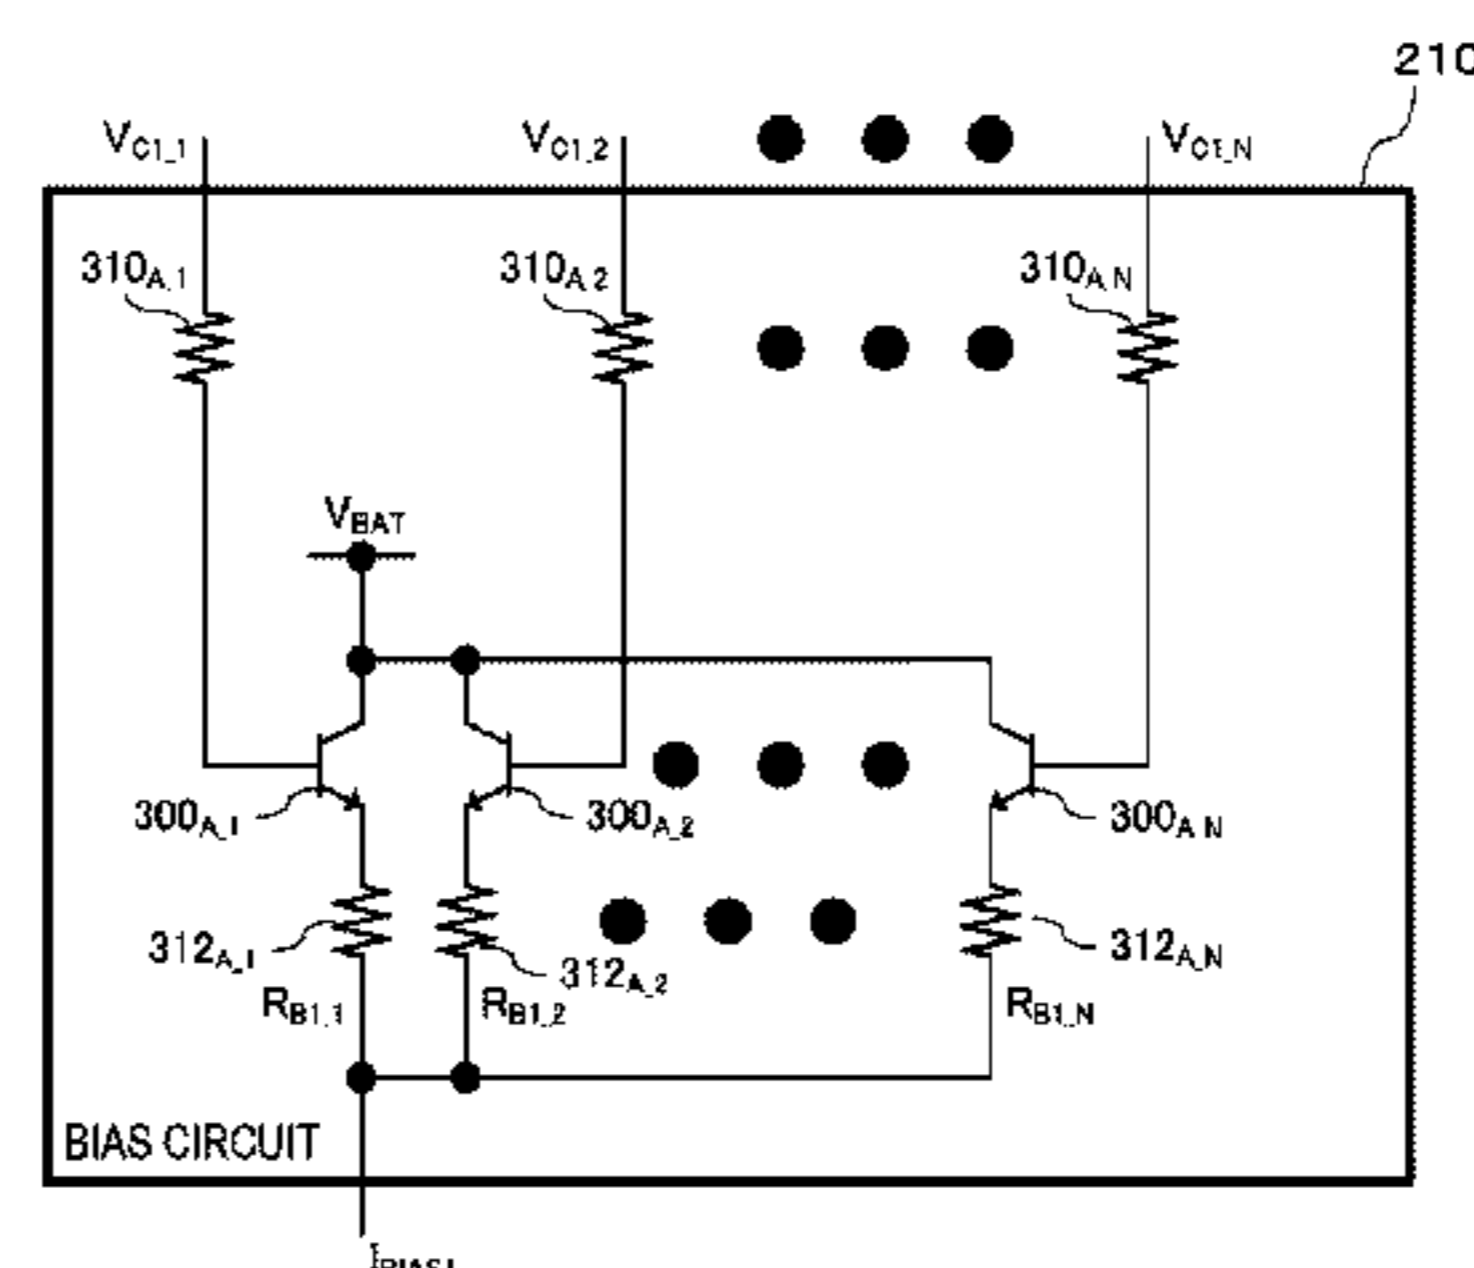 210
VC1_1
VC1_2
VC1_N
310A_1
310A_2
310A_N
VBAT
300A_1
300A_2
300A_N
312A_1
312A_2
312A_N
RB1_1
RB1_2
RB1_N
BIAS CIRCUIT